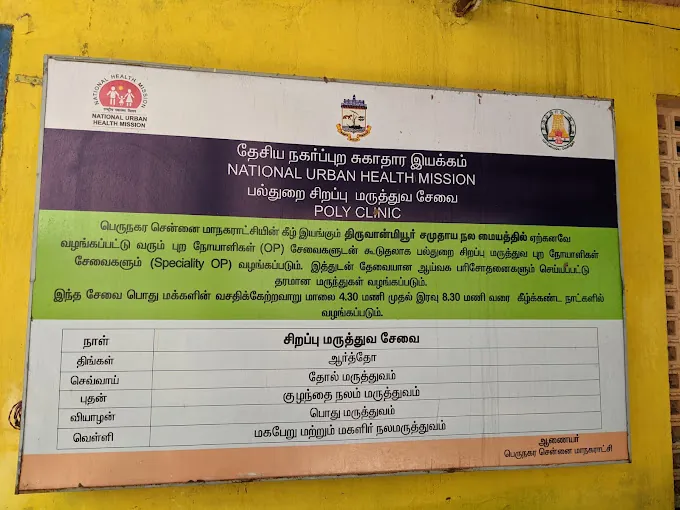 NATIONAL HEALTH MISSION
NATIONAL URBAN
HEALTH MISSION
தேசிய நகர்ப்புற சுகாதார இயக்கம்
NATIONAL URBAN HEALTH MISSION
பல்துறை சிறப்பு மருத்துவ சேவை
POLY CLINIC
பெருநகர சென்னை மாநகராட்சியின் கீழ் இயங்கும் திருவான்மியூர் சமுதாய நல மையத்தில் ஏற்கனவே
வழங்கப்பட்டு வரும் புற நோயாளிகள் (OP) சேவைகளுடன் கூடுதலாக பல்துறை சிறப்பு மருத்துவ புற நோயாளிகள்
சேவைகளும் (Speciality OP) வழங்கப்படும். இத்துடன் தேவையான ஆய்வக பரிசோதனைகளும் செய்யப்பட்டு
தரமான மருந்துகள் வழங்கப்படும்.
இந்த சேவை பொது மக்களின் வசதிக்கேற்றவாறு மாலை 4.30 மணி முதல் இரவு 8.30 மணி வரை கீழ்க்கண்ட நாட்களில்
வழங்கப்படும்.
நாள் சிறப்பு மருத்துவ சேவை
திங்கள் ஆர்த்தோ
செவ்வாய் தோல் மருத்துவம்
புதன் குழந்தை நலம் மருத்துவம்
வியாழன் பொது மருத்துவம்
வெள்ளி மகபேறு மற்றும் மகளிர் நலமருத்துவம்
ஆணையர்
பெருநகர சென்னை மாநகராட்சி